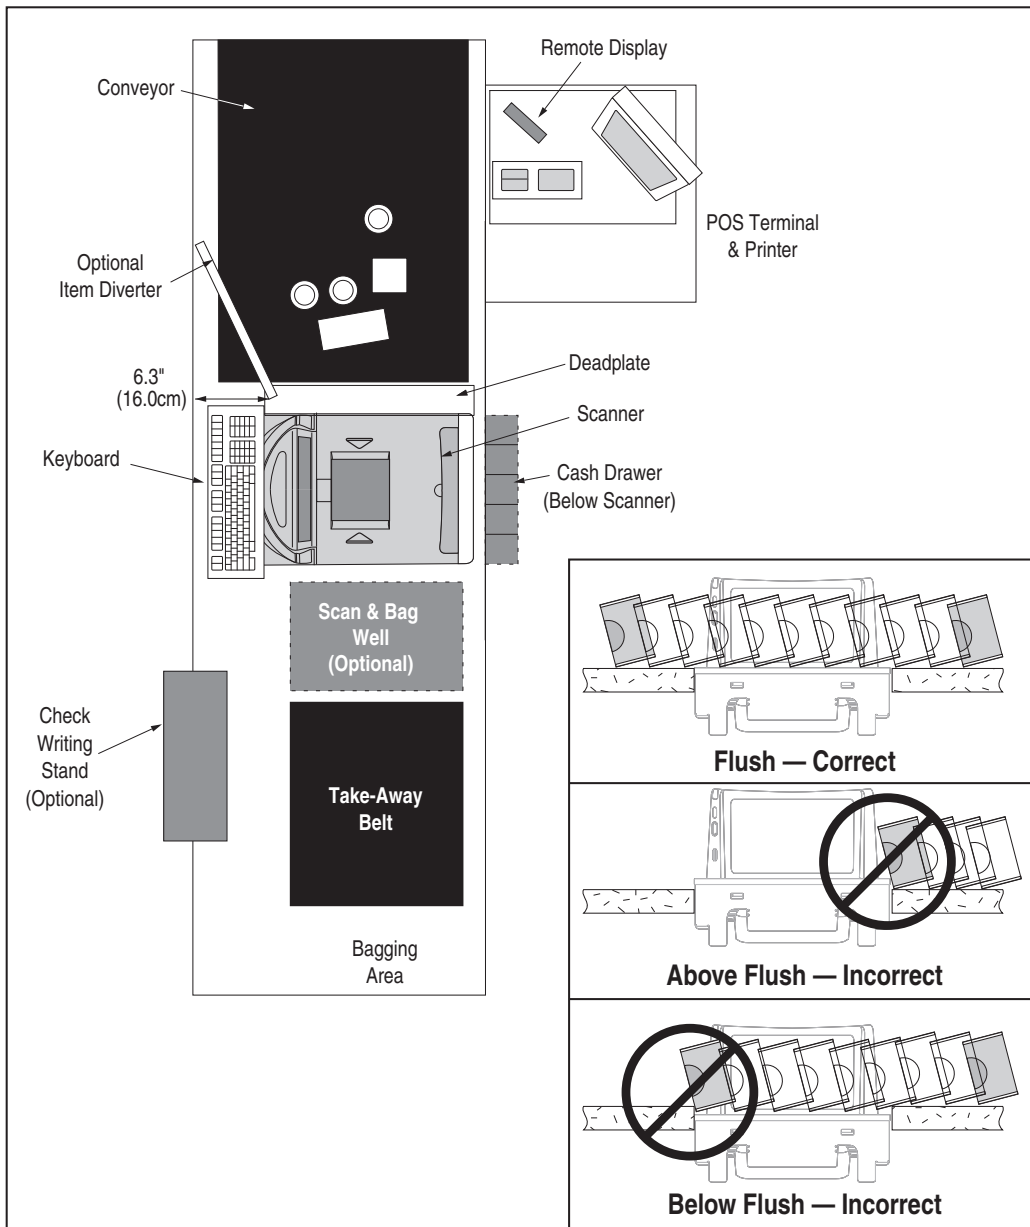 Remote Display
Conveyor
POS Terminal
& Printer
Optional
Item Diverter
6.3"
(16.0cm)
Deadplate
Scanner
Keyboard
Cash Drawer
(Below Scanner)
Scan & Bag
Well
(Optional)
Check
Writing
Stand
(Optional)
Take-Away
Belt
Bagging
Area
Flush — Correct
Above Flush — Incorrect
Below Flush — Incorrect